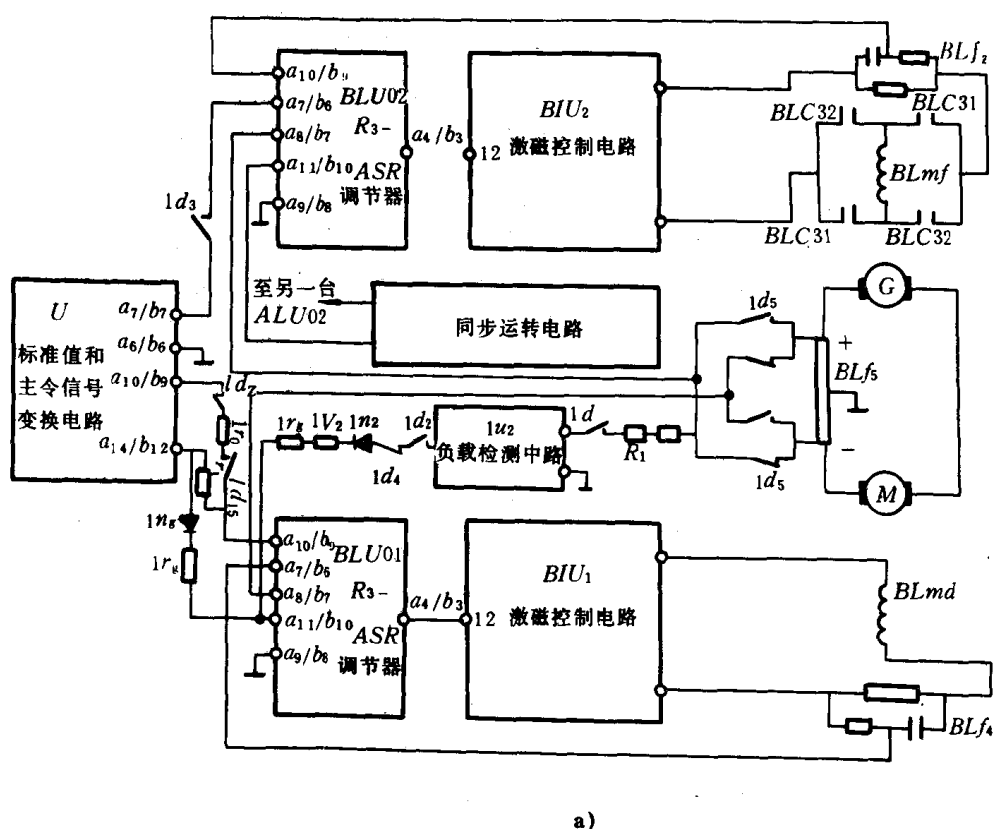 BLf₂
a₁₀/b₉
BLU02
BIU₂
BLC32
BLC31
a₇/b₆
R₃-
a₄/b₃
激磁控制电路
a₈/b₇
12
BLmf
a₁₁/b₁₀
ASR
调节器
1d₃
a₉/b₈
BLC31
BLC32
至另一台
ALU02
同步运转电路
G
1d₅
U
a₇/b₇
标准值和
主令信号
变换电路
a₆/b₆
+
BLf₅
a₁₀/b₉
1d₇
1r₀
1r₈
1V₂
1n₂
1d₂
1u₂
负载检测中路
1d
R₁
a₁₄/b₁₂
1d₄
−
1d₅
M
1d₁₅
1n₈
a₁₀/b₉
BLU01
BIU₁
a₇/b₆
R₃-
a₄/b₃
激磁控制电路
BLmd
a₈/b₇
12
a₁₁/b₁₀
ASR
调节器
a₉/b₈
BLf₄
a)